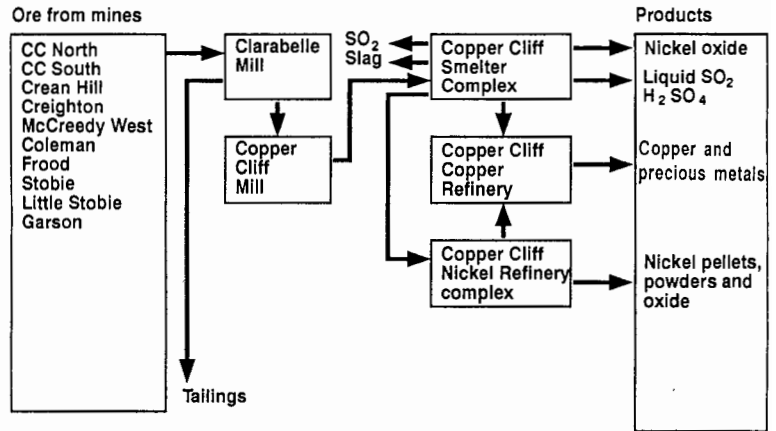 Ore from mines
CC North
CC South
Crean Hill
Creighton
McCreedy West
Coleman
Frood
Stobie
Little Stobie
Garson
Clarabelle
Mill
Tailings
Copper
Cliff
Mill
SO2
Slag
Copper Cliff
Smelter
Complex
Copper Cliff
Copper
Refinery
Copper Cliff
Nickel Refinery
complex
Products
Nickel oxide
Liquid SO2
H2SO4
Copper and
precious metals
Nickel pellets,
powders and
oxide